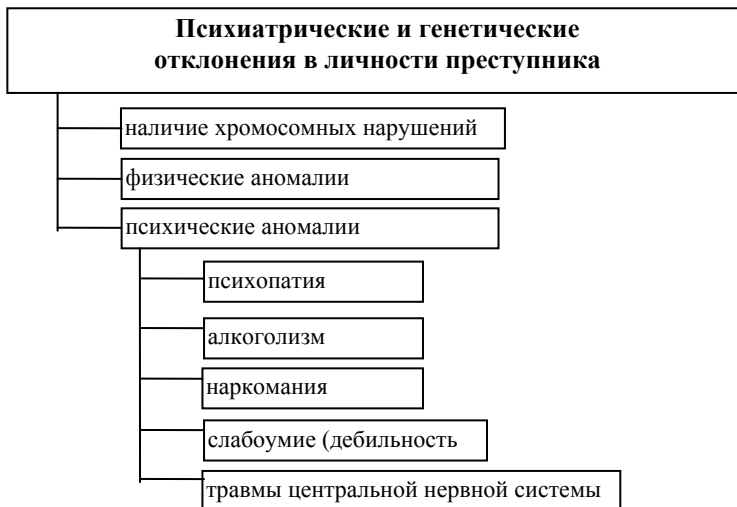 Психиатрические и генетические
отклонения в личности преступника
наличие хромосомных нарушений
физические аномалии
психические аномалии
психопатия
алкоголизм
наркомания
слабоумие (дебильность
травмы центральной нервной системы